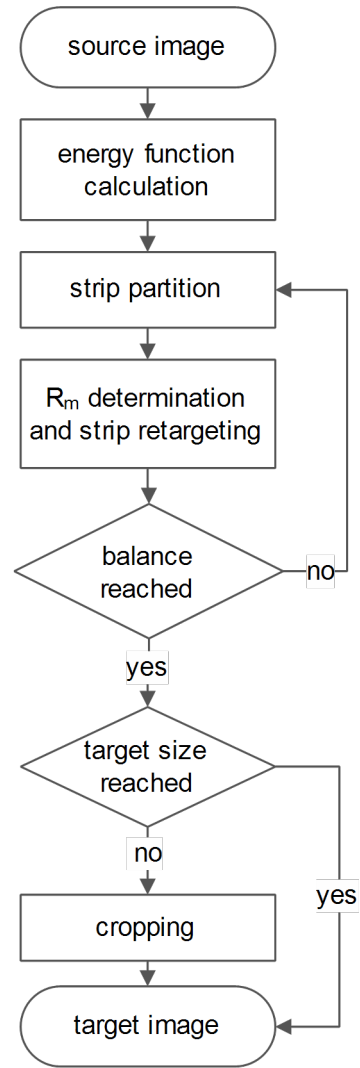 source image
energy function
calculation
strip partition
Rₘ determination
and strip retargeting
balance
reached
no
yes
target size
reached
no
yes
cropping
target image